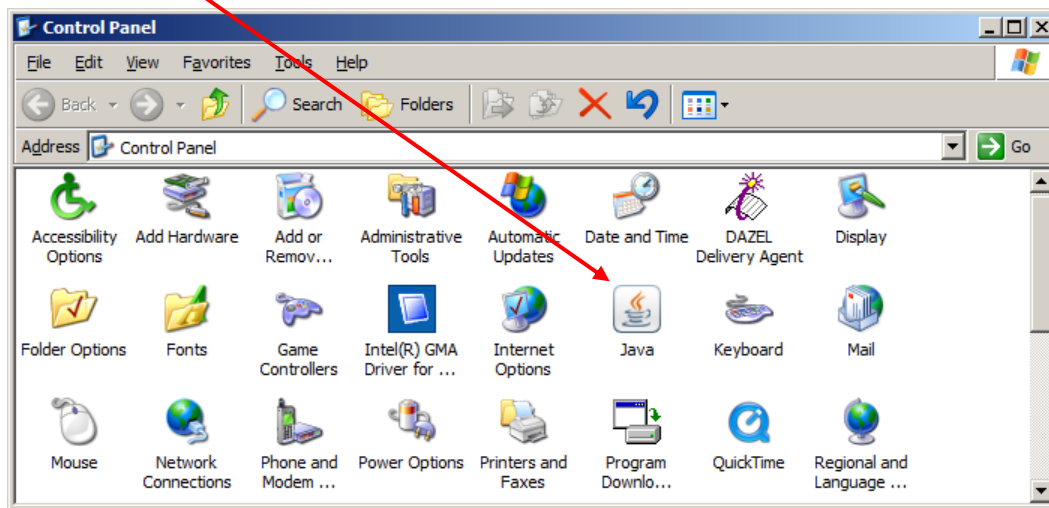 Control Panel
File Edit View Favorites Tools Help
Back Search Folders
Address Control Panel Go
Accessibility Options
Add Hardware
Add or Remov...
Administrative Tools
Automatic Updates
Date and Time
DAZEL Delivery Agent
Display
Folder Options
Fonts
Game Controllers
Intel(R) GMA Driver for ...
Internet Options
Java
Keyboard
Mail
Mouse
Network Connections
Phone and Modem ...
Power Options
Printers and Faxes
Program Downlo...
QuickTime
Regional and Language ...